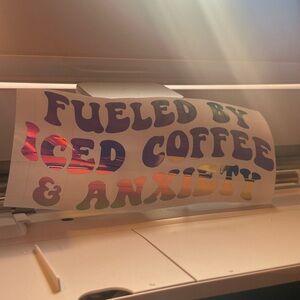 FUELED BY
ICED COFFEE
& ANXIETY